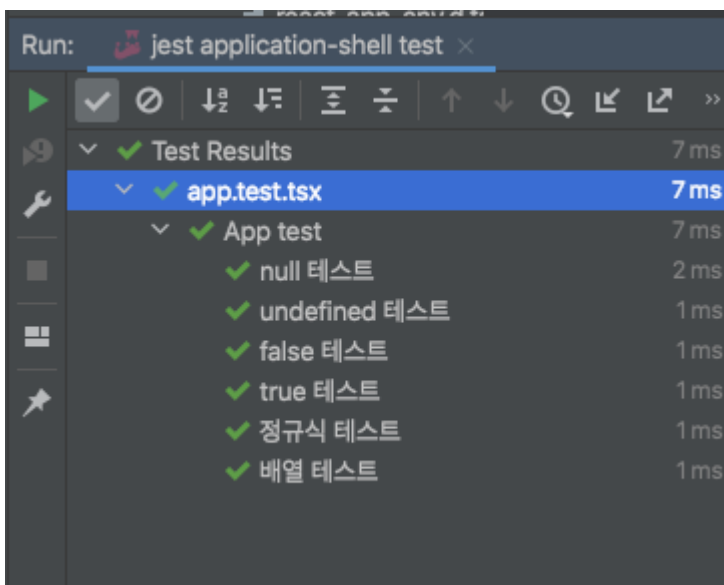 Run: jest application-shell test
Test Results 7 ms
app.test.tsx 7 ms
App test 7 ms
null 테스트 2 ms
undefined 테스트 1 ms
false 테스트 1 ms
true 테스트 1 ms
정규식 테스트 1 ms
배열 테스트 1 ms